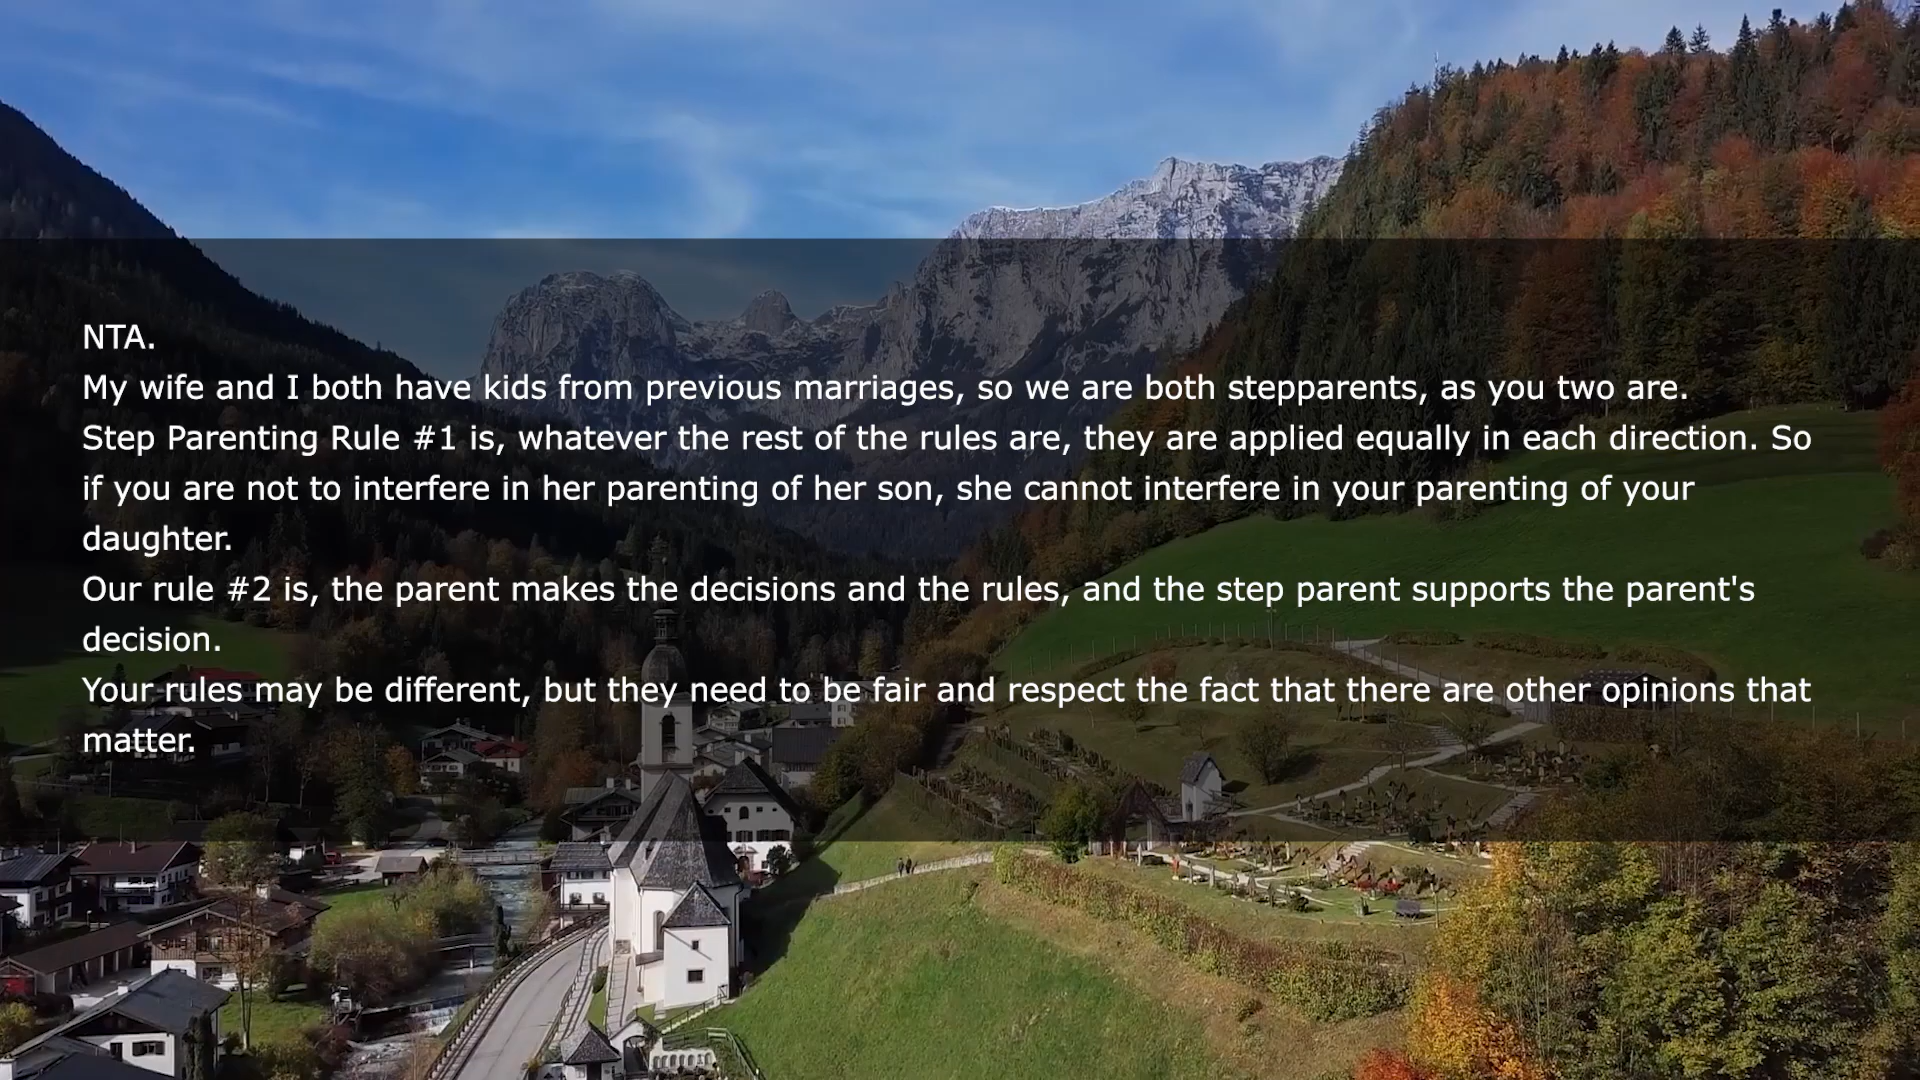 NTA.
My wife and I both have kids from previous marriages, so we are both stepparents, as you two are.
Step Parenting Rule #1 is, whatever the rest of the rules are, they are applied equally in each direction. So
if you are not to interfere in her parenting of her son, she cannot interfere in your parenting of your
daughter.
Our rule #2 is, the parent makes the decisions and the rules, and the step parent supports the parent's
decision.
Your rules may be different, but they need to be fair and respect the fact that there are other opinions that
matter.